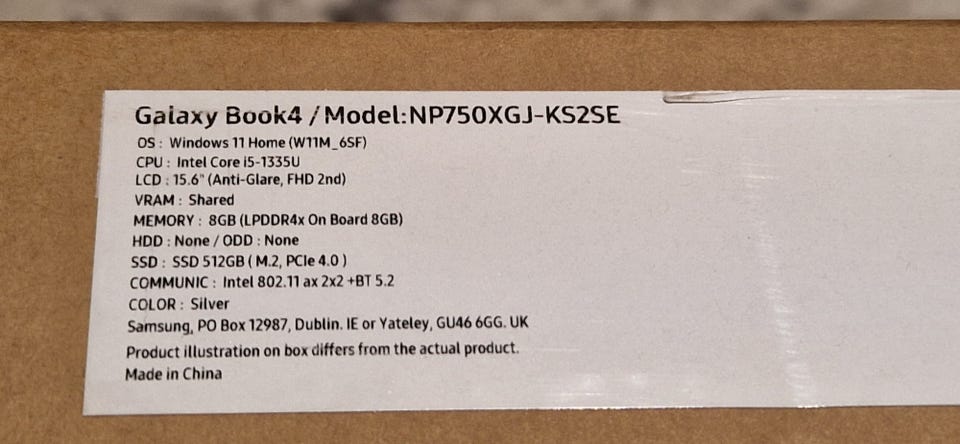 Galaxy Book4 / Model:NP750XGJ-KS2SE
OS : Windows 11 Home (W11M_6SF)
CPU : Intel Core i5-1335U
LCD : 15.6" (Anti-Glare, FHD 2nd)
VRAM : Shared
MEMORY : 8GB (LPDDR4x On Board 8GB)
HDD : None / ODD : None
SSD : SSD 512GB ( M.2, PCIe 4.0 )
COMMUNIC : Intel 802.11 ax 2x2 +BT 5.2
COLOR : Silver
Samsung, PO Box 12987, Dublin. IE or Yateley, GU46 6GG. UK
Product illustration on box differs from the actual product.
Made in China